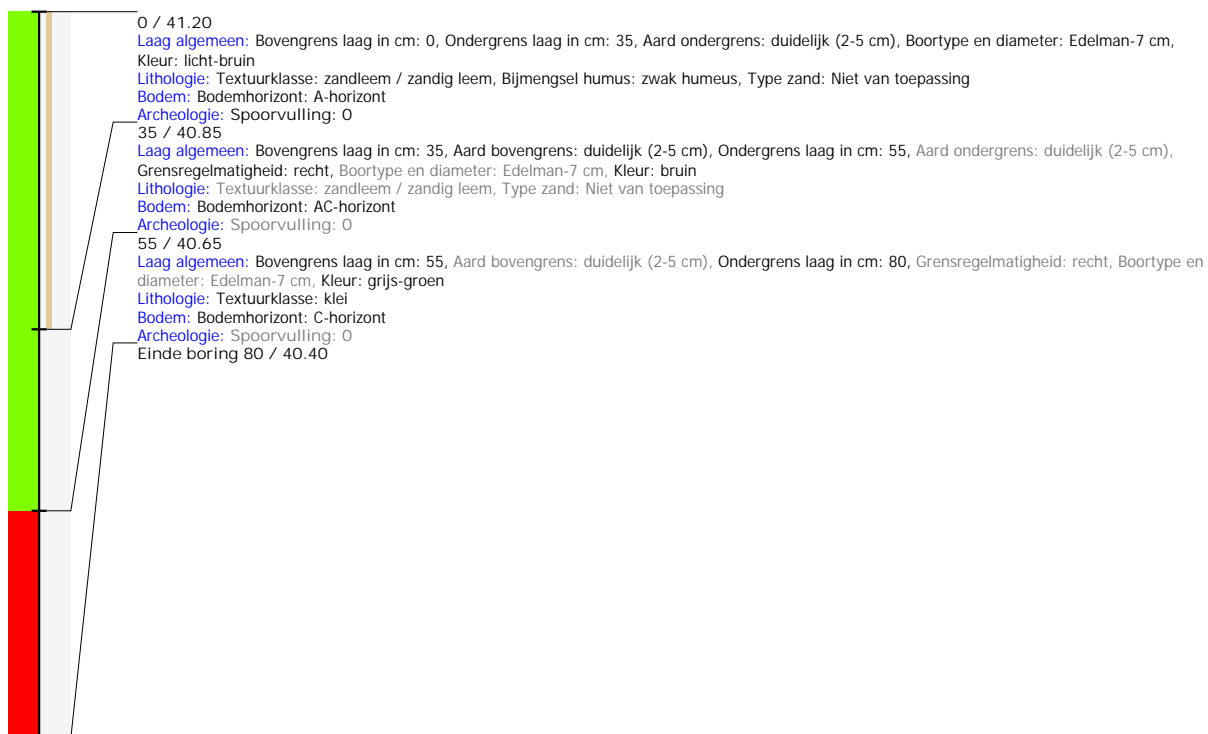 0 / 41.20
Laag algemeen: Bovengrens laag in cm: 0, Ondergrens laag in cm: 35, Aard ondergrens: duidelijk (2-5 cm), Boortype en diameter: Edelman-7 cm,
Kleur: licht-bruin
Lithologie: Textuurklasse: zandleem / zandig leem, Bijmengsel humus: zwak humeus, Type zand: Niet van toepassing
Bodem: Bodemhorizont: A-horizont
Archeologie: Spoorvulling: 0
35 / 40.85
Laag algemeen: Bovengrens laag in cm: 35, Aard bovengrens: duidelijk (2-5 cm), Ondergrens laag in cm: 55, Aard ondergrens: duidelijk (2-5 cm),
Grensregelmatigheid: recht, Boortype en diameter: Edelman-7 cm, Kleur: bruin
Lithologie: Textuurklasse: zandleem / zandig leem, Type zand: Niet van toepassing
Bodem: Bodemhorizont: AC-horizont
Archeologie: Spoorvulling: 0
55 / 40.65
Laag algemeen: Bovengrens laag in cm: 55, Aard bovengrens: duidelijk (2-5 cm), Ondergrens laag in cm: 80, Grensregelmatigheid: recht, Boortype en
diameter: Edelman-7 cm, Kleur: grijs-groen
Lithologie: Textuurklasse: klei
Bodem: Bodemhorizont: C-horizont
Archeologie: Spoorvulling: 0
Einde boring 80 / 40.40